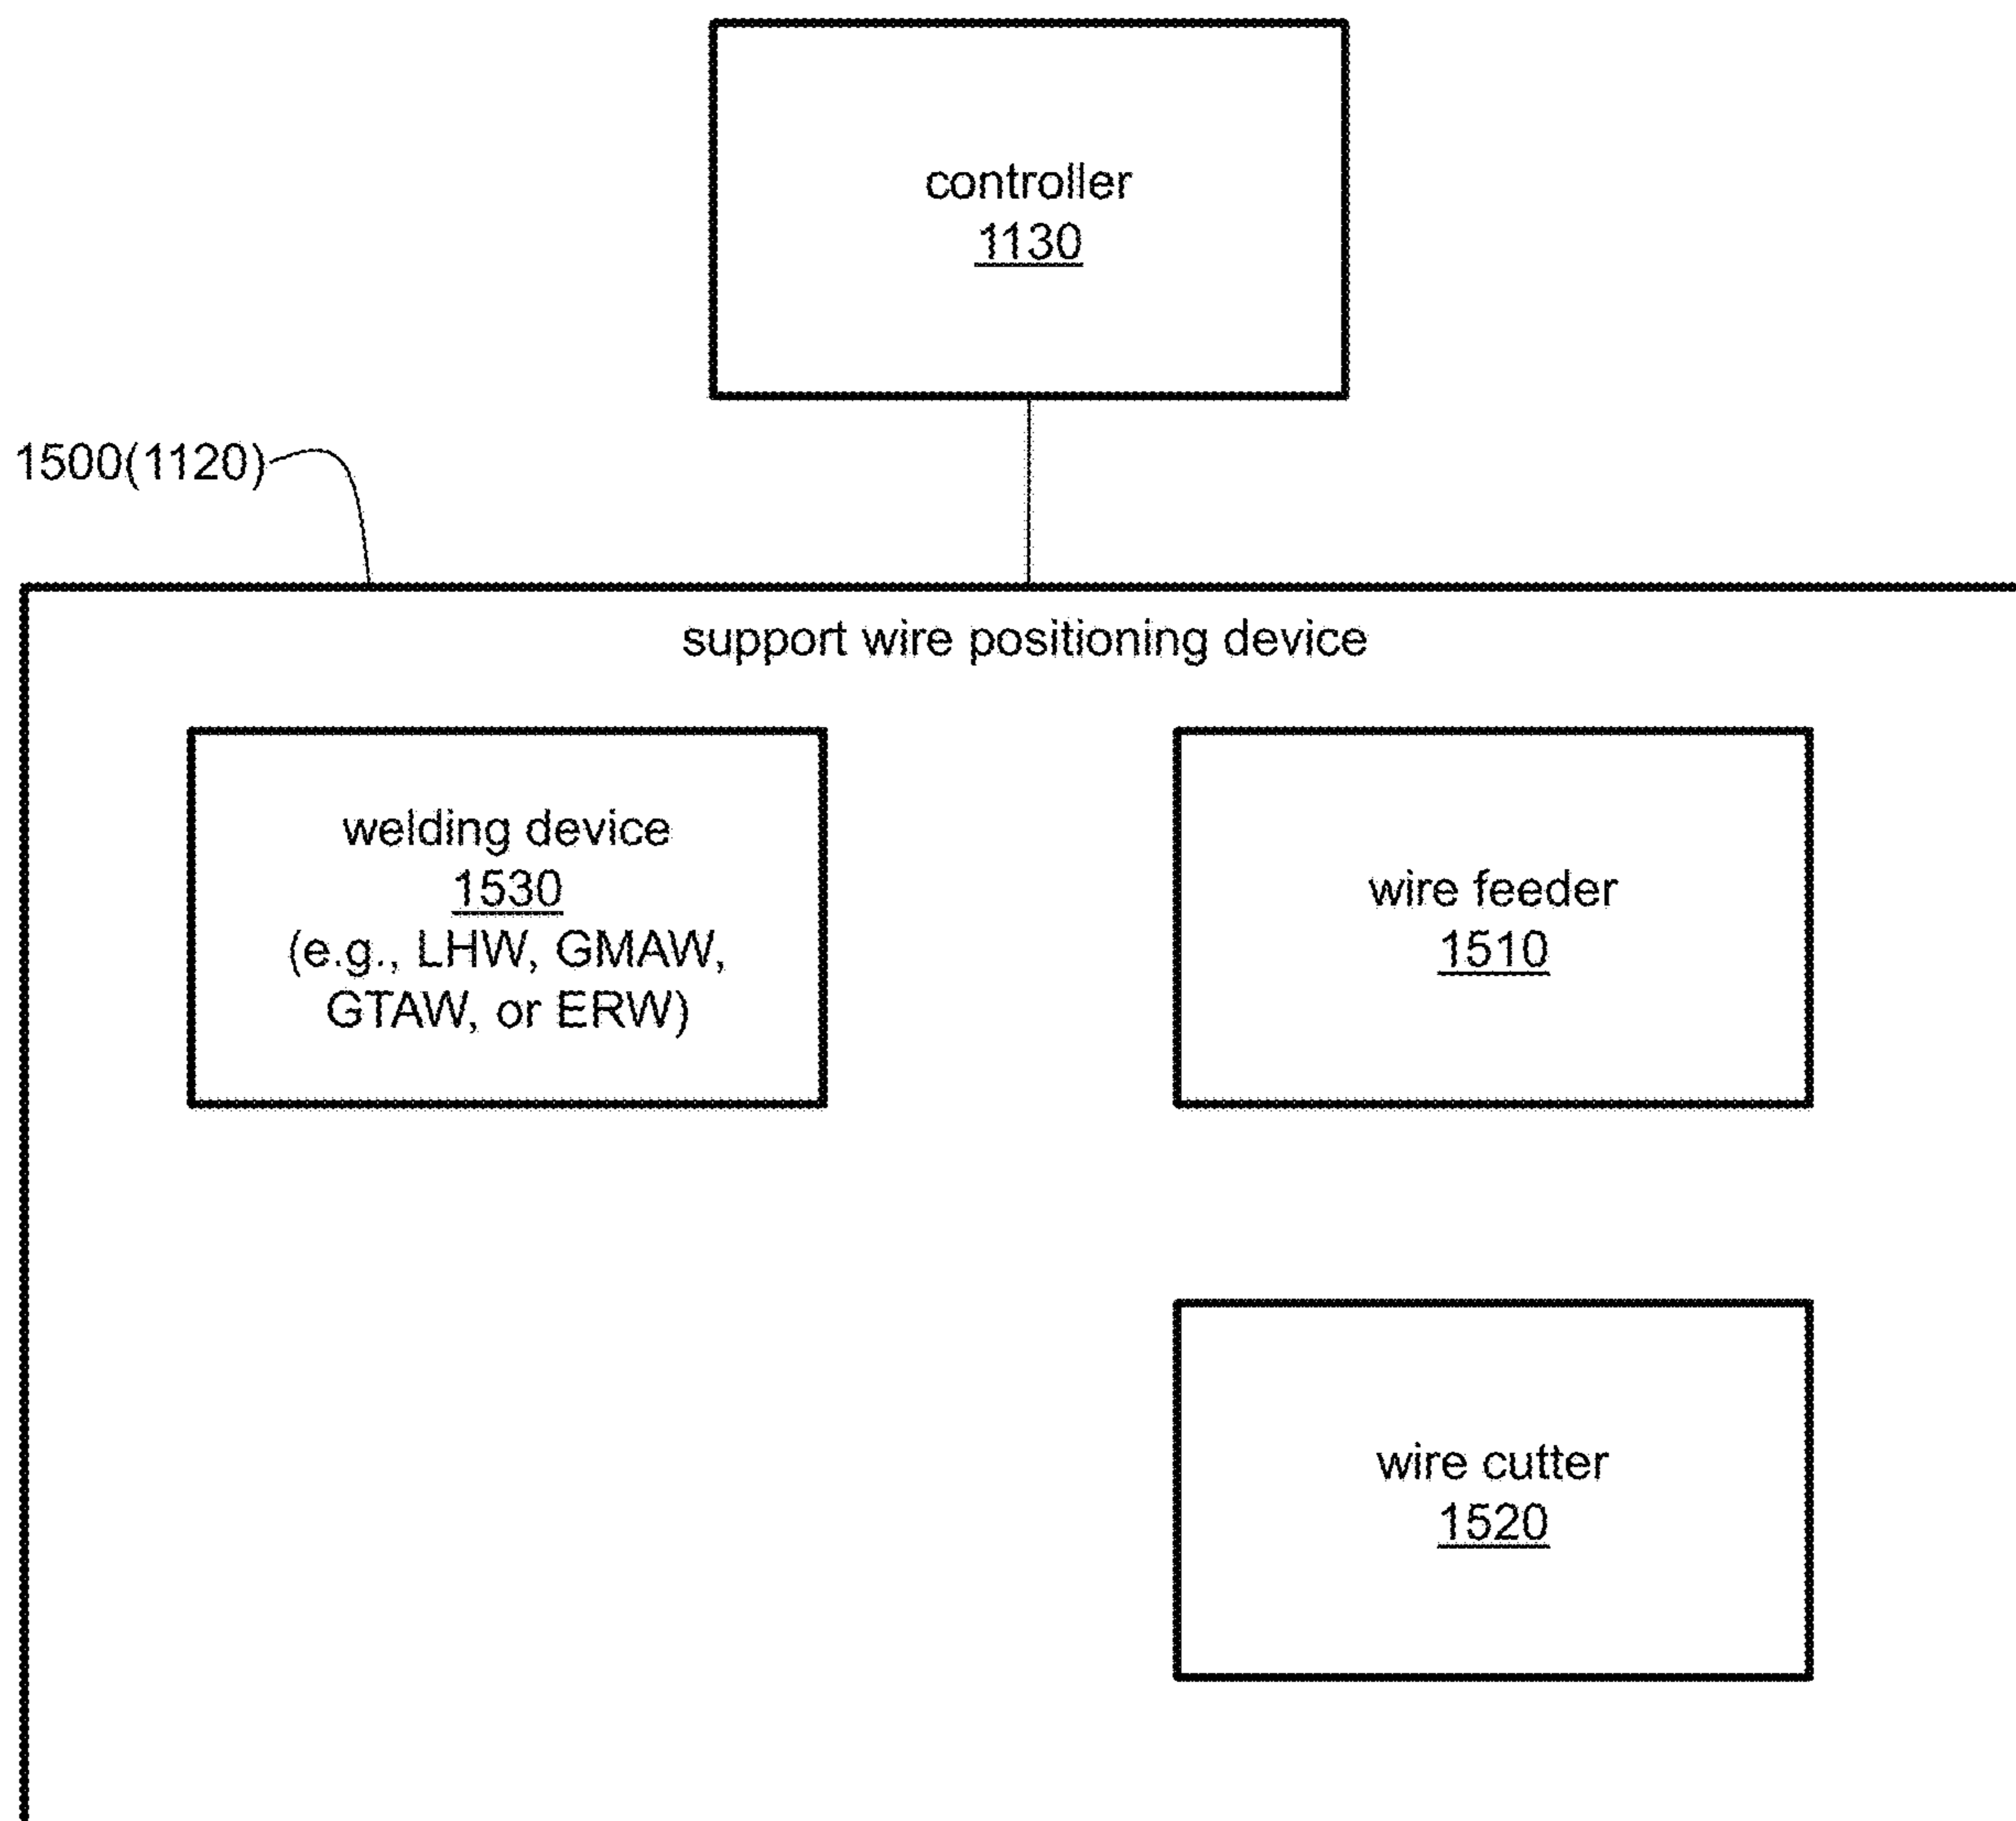 controller
1130
1500(1120)
support wire positioning device
welding device
1530
(e.g., LHW, GMAW,
GTAW, or ERW)
wire feeder
1510
wire cutter
1520